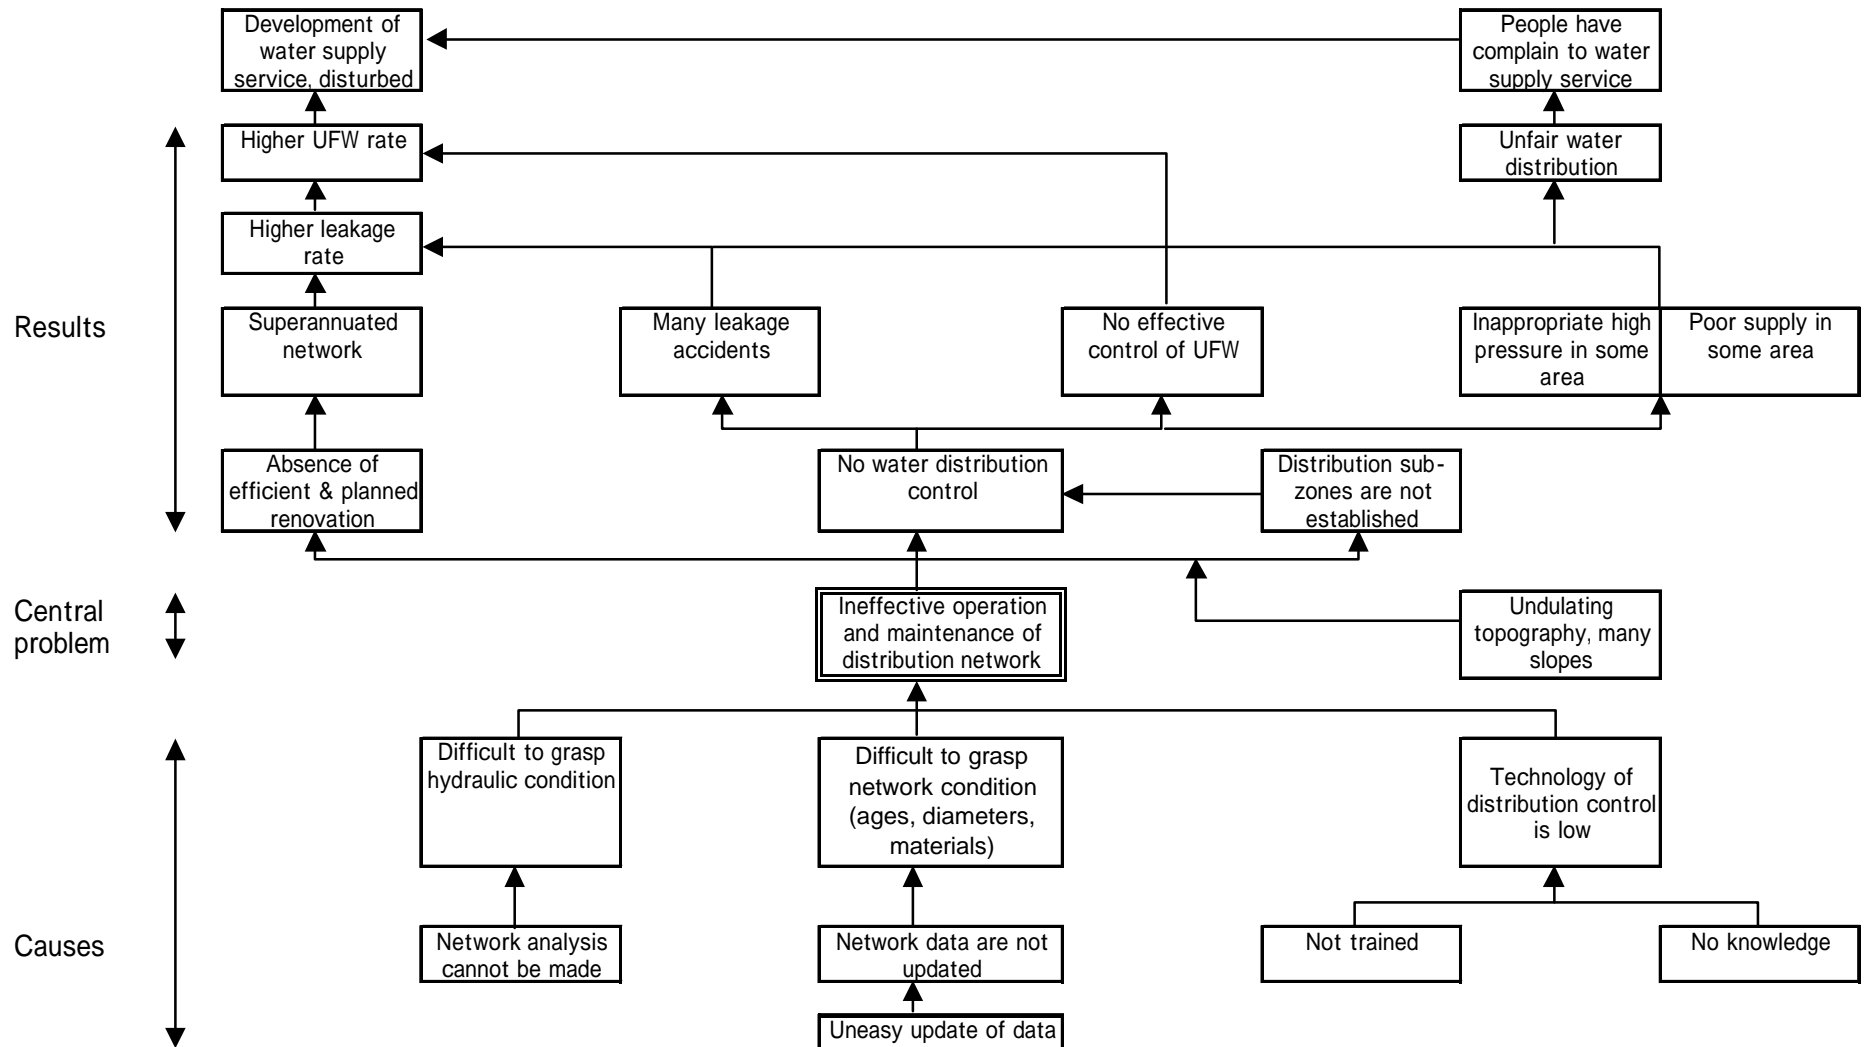 Development of
water supply
service, disturbed
People have
complain to water
supply service
Higher UFW rate
Unfair water
distribution
Higher leakage
rate
Results
Superannuated
network
Many leakage
accidents
No effective
control of UFW
Inappropriate high
pressure in some
area
Poor supply in
some area
Absence of
efficient & planned
renovation
No water distribution
control
Distribution sub-
zones are not
established
Central
problem
Ineffective operation
and maintenance of
distribution network
Undulating
topography, many
slopes
Difficult to grasp
hydraulic condition
Difficult to grasp
network condition
(ages, diameters,
materials)
Technology of
distribution control
is low
Causes
Network analysis
cannot be made
Network data are not
updated
Not trained
No knowledge
Uneasy update of data